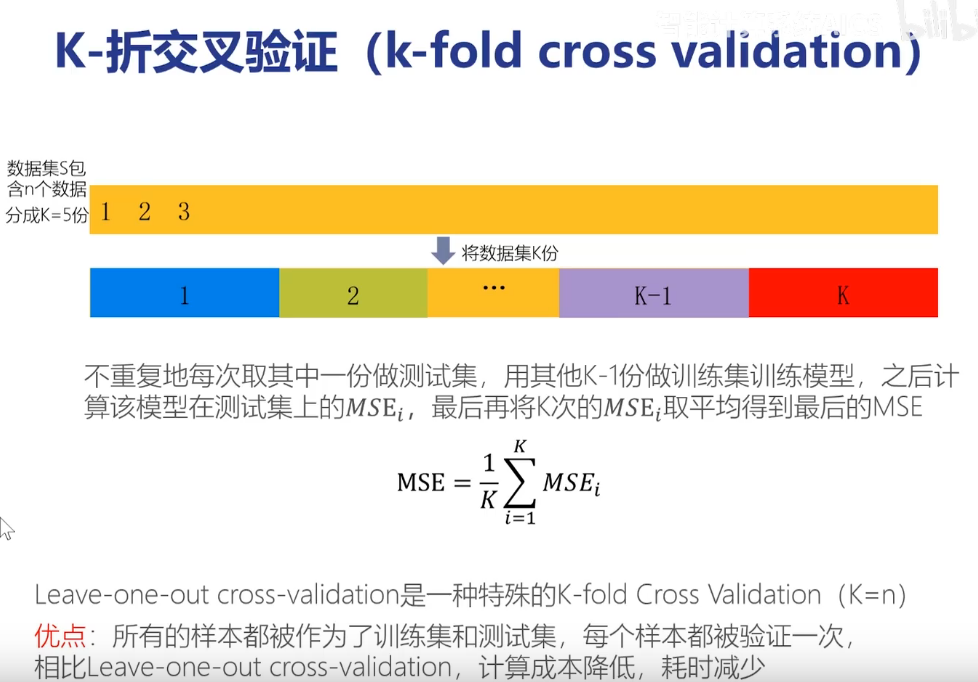 K-折交叉验证（k-fold cross validation）
数据集S包
含n个数据
分成K=5份
1 2 3
将数据集K份
1 2 … K-1 K
不重复地每次取其中一份做测试集，用其他K-1份做训练集训练模型，之后计
算该模型在测试集上的MSEᵢ，最后再将K次的MSEᵢ取平均得到最后的MSE
MSE = \frac{1}{K} \sum_{i=1}^{K} MSE_i
Leave-one-out cross-validation是一种特殊的K-fold Cross Validation（K=n）
优点：所有的样本都被作为了训练集和测试集，每个样本都被验证一次，
相比Leave-one-out cross-validation，计算成本降低，耗时减少